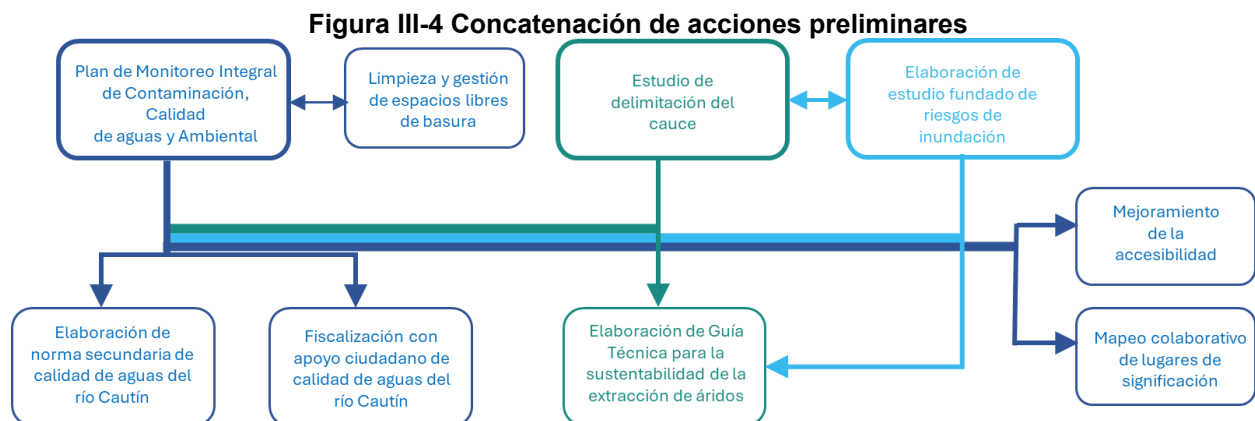 Figura III-4 Concatenación de acciones preliminares
Plan de Monitoreo Integral
de Contaminación,
Calidad
de aguas y Ambiental
Limpieza y gestión
de espacios libres
de basura
Estudio de
delimitación del
cauce
Elaboración de
estudio fundado de
riesgos de
inundación
Mejoramiento
de la
accesibilidad
Elaboración de
norma secundaria de
calidad de aguas del
río Cautín
Fiscalización con
apoyo ciudadano de
calidad de aguas del
río Cautín
Elaboración de Guía
Técnica para la
sustentabilidad de la
extracción de áridos
Mapeo colaborativo
de lugares de
significación